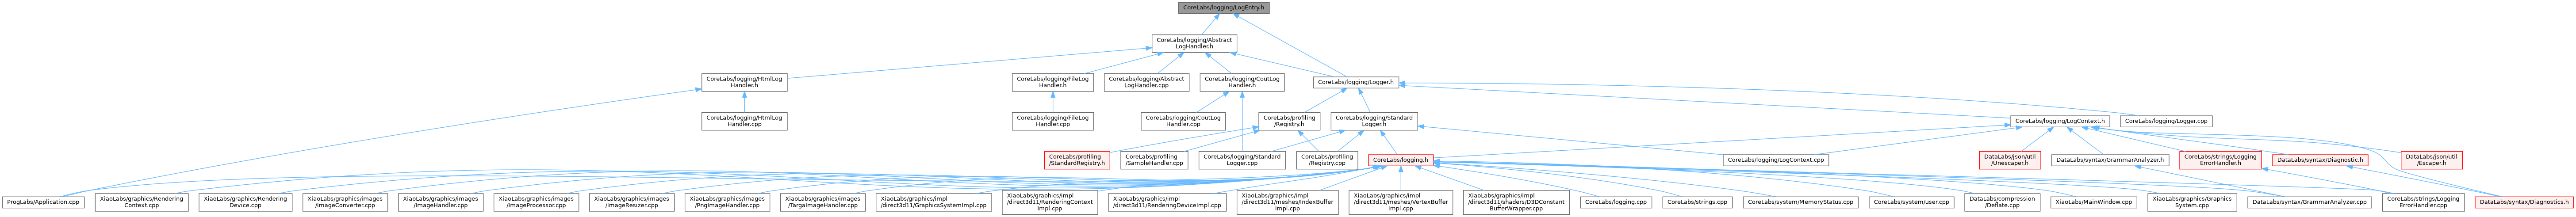 CoreLabs/logging/LogEntry.h
CoreLabs/logging/Abstract
LogHandler.h
CoreLabs/logging/HtmlLog
Handler.h
CoreLabs/logging/FileLog
Handler.h
CoreLabs/logging/Abstract
LogHandler.cpp
CoreLabs/logging/CoutLog
Handler.h
CoreLabs/logging/Logger.h
CoreLabs/logging/HtmlLog
Handler.cpp
CoreLabs/logging/FileLog
Handler.cpp
CoreLabs/logging/CoutLog
Handler.cpp
CoreLabs/profiling
/Registry.h
CoreLabs/logging/Standard
Logger.h
CoreLabs/logging/LogContext.h
CoreLabs/logging/Logger.cpp
CoreLabs/profiling
/StandardRegistry.h
CoreLabs/profiling
/SampleHandler.cpp
CoreLabs/logging/Standard
Logger.cpp
CoreLabs/profiling
/Registry.cpp
CoreLabs/logging.h
CoreLabs/logging/LogContext.cpp
DataLabs/json/util
/Unescaper.h
DataLabs/syntax/GrammarAnalyzer.h
CoreLabs/strings/Logging
ErrorHandler.h
DataLabs/syntax/Diagnostic.h
DataLabs/json/util
/Escaper.h
ProgLabs/Application.cpp
XiaoLabs/graphics/Rendering
Context.cpp
XiaoLabs/graphics/Rendering
Device.cpp
XiaoLabs/graphics/images
/ImageConverter.cpp
XiaoLabs/graphics/images
/ImageHandler.cpp
XiaoLabs/graphics/images
/ImageProcessor.cpp
XiaoLabs/graphics/images
/ImageResizer.cpp
XiaoLabs/graphics/images
/PngImageHandler.cpp
XiaoLabs/graphics/images
/TargaImageHandler.cpp
XiaoLabs/graphics/impl
/direct3d11/GraphicsSystemImpl.cpp
XiaoLabs/graphics/impl
/direct3d11/RenderingContext
Impl.cpp
XiaoLabs/graphics/impl
/direct3d11/RenderingDeviceImpl.cpp
XiaoLabs/graphics/impl
/direct3d11/meshes/IndexBuffer
Impl.cpp
XiaoLabs/graphics/impl
/direct3d11/meshes/VertexBuffer
Impl.cpp
XiaoLabs/graphics/impl
/direct3d11/shaders/D3DConstant
BufferWrapper.cpp
CoreLabs/logging.cpp
CoreLabs/strings.cpp
CoreLabs/system/MemoryStatus.cpp
CoreLabs/system/user.cpp
DataLabs/compression
/Deflate.cpp
XiaoLabs/MainWindow.cpp
XiaoLabs/graphics/Graphics
System.cpp
DataLabs/syntax/GrammarAnalyzer.cpp
CoreLabs/strings/Logging
ErrorHandler.cpp
DataLabs/syntax/Diagnostics.h